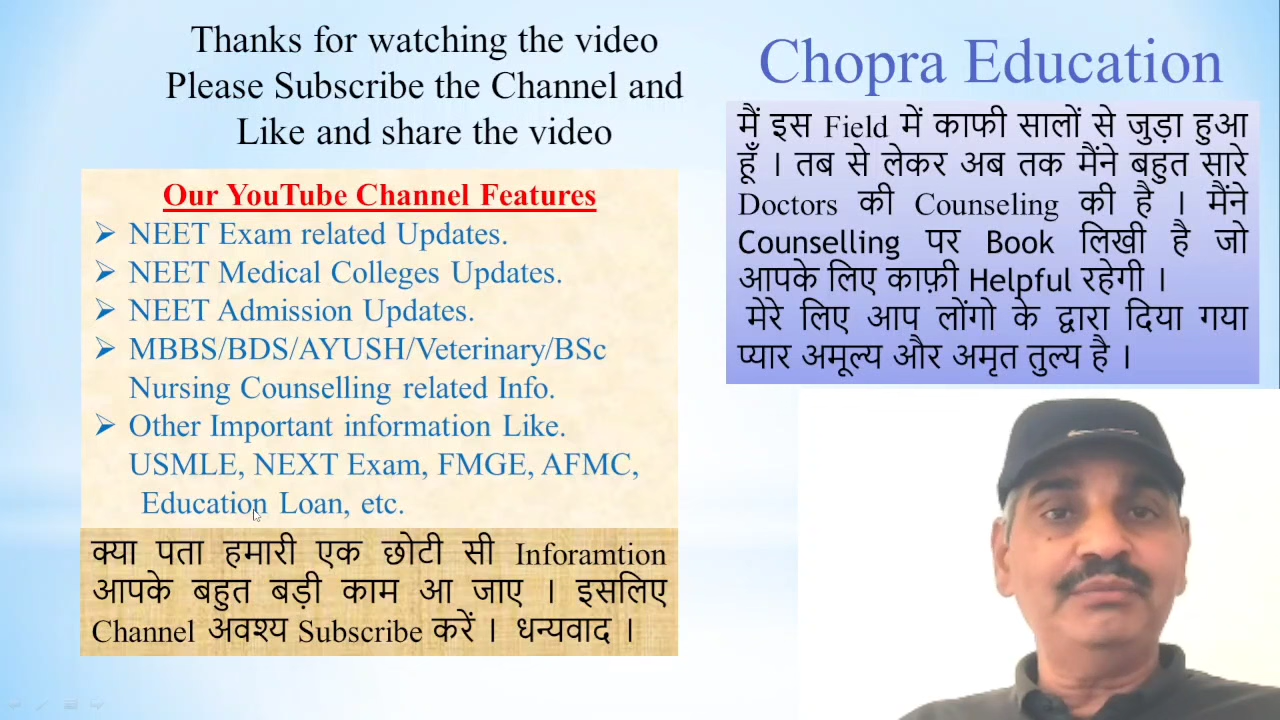 Thanks for watching the video
Please Subscribe the Channel and
Like and share the video
Our YouTube Channel Features
➢ NEET Exam related Updates.
➢ NEET Medical Colleges Updates.
➢ NEET Admission Updates.
➢ MBBS/BDS/AYUSH/Veterinary/BSc
Nursing Counselling related Info.
➢ Other Important information Like.
USMLE, NEXT Exam, FMGE, AFMC,
Education Loan, etc.
क्या पता हमारी एक छोटी सी Inforamtion
आपके बहुत बड़ी काम आ जाए । इसलिए
Channel अवश्य Subscribe करें । धन्यवाद ।
Chopra Education
मैं इस Field में काफी सालों से जुड़ा हुआ
हूँ । तब से लेकर अब तक मैंने बहुत सारे
Doctors की Counseling की है । मैंने
Counselling पर Book लिखी है जो
आपके लिए काफ़ी Helpful रहेगी ।
मेरे लिए आप लोंगो के द्वारा दिया गया
प्यार अमूल्य और अमृत तुल्य है ।